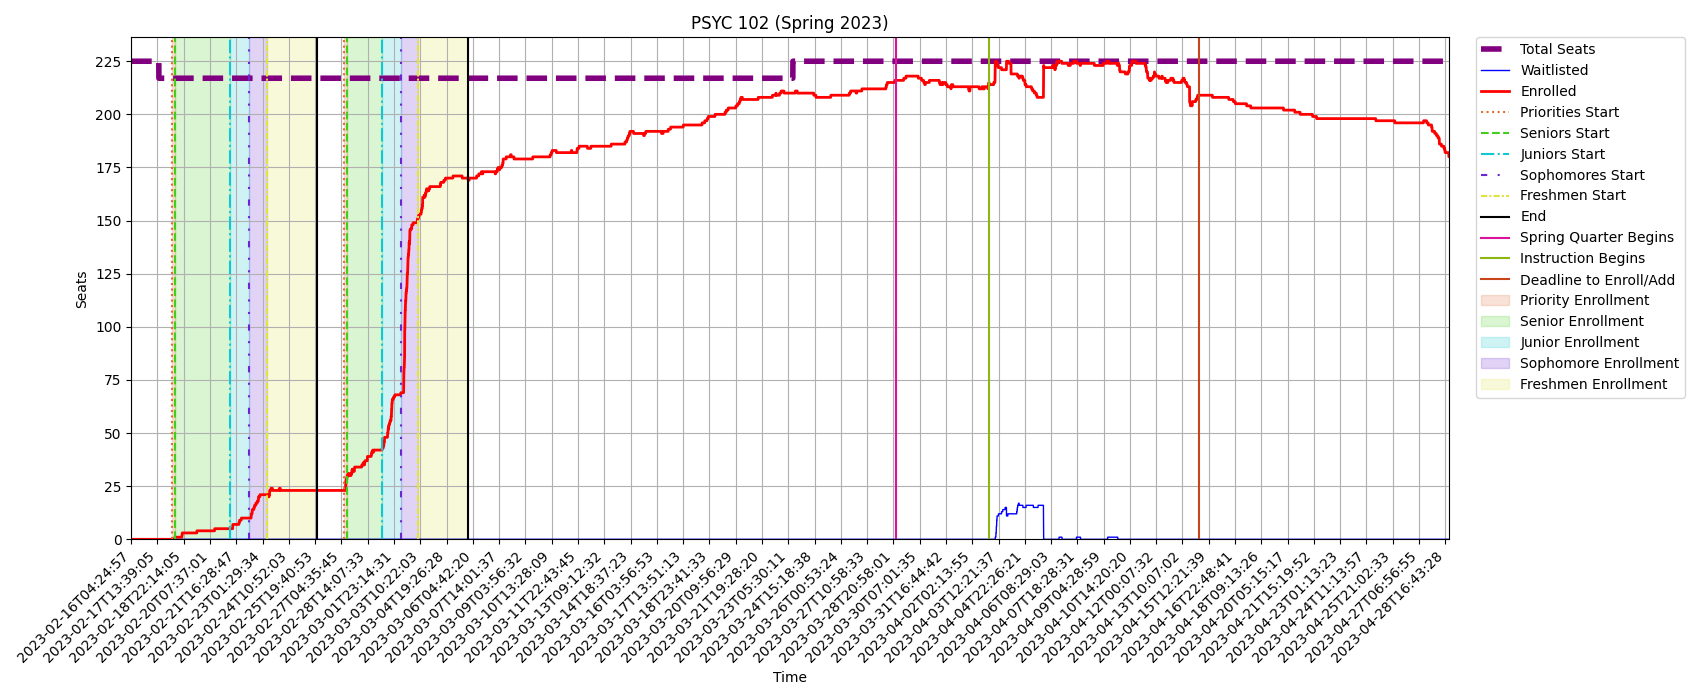 PSYC 102 (Spring 2023)
Seats
225
200
175
150
125
100
75
50
25
0
2023-02-16T04:24:57
2023-02-17T13:39:05
2023-02-18T22:14:05
2023-02-20T07:37:01
2023-02-21T16:28:47
2023-02-23T01:29:34
2023-02-24T10:52:03
2023-02-25T19:40:53
2023-02-27T04:35:45
2023-02-28T14:07:33
2023-03-01T23:14:31
2023-03-03T10:22:03
2023-03-04T19:26:28
2023-03-06T04:42:20
2023-03-07T14:01:37
2023-03-09T03:56:32
2023-03-10T13:28:09
2023-03-11T22:43:45
2023-03-13T09:12:32
2023-03-14T18:37:23
2023-03-16T03:56:53
2023-03-17T13:51:13
2023-03-18T23:41:33
2023-03-20T09:56:29
2023-03-21T19:28:20
2023-03-23T05:30:11
2023-03-24T15:18:38
2023-03-26T00:53:24
2023-03-27T10:58:33
2023-03-28T20:58:01
2023-03-30T07:01:35
2023-03-31T16:44:42
2023-04-02T02:13:55
2023-04-03T12:21:37
2023-04-04T22:26:21
2023-04-06T08:29:03
2023-04-07T18:28:31
2023-04-09T04:28:59
2023-04-10T14:20:20
2023-04-12T00:07:32
2023-04-13T10:07:02
2023-04-15T12:21:39
2023-04-16T22:48:41
2023-04-18T09:13:26
2023-04-20T05:15:17
2023-04-21T15:19:52
2023-04-23T01:13:23
2023-04-24T11:13:57
2023-04-25T21:02:33
2023-04-27T06:56:55
2023-04-28T16:43:28
Time
Total Seats
Waitlisted
Enrolled
Priorities Start
Seniors Start
Juniors Start
Sophomores Start
Freshmen Start
End
Spring Quarter Begins
Instruction Begins
Deadline to Enroll/Add
Priority Enrollment
Senior Enrollment
Junior Enrollment
Sophomore Enrollment
Freshmen Enrollment